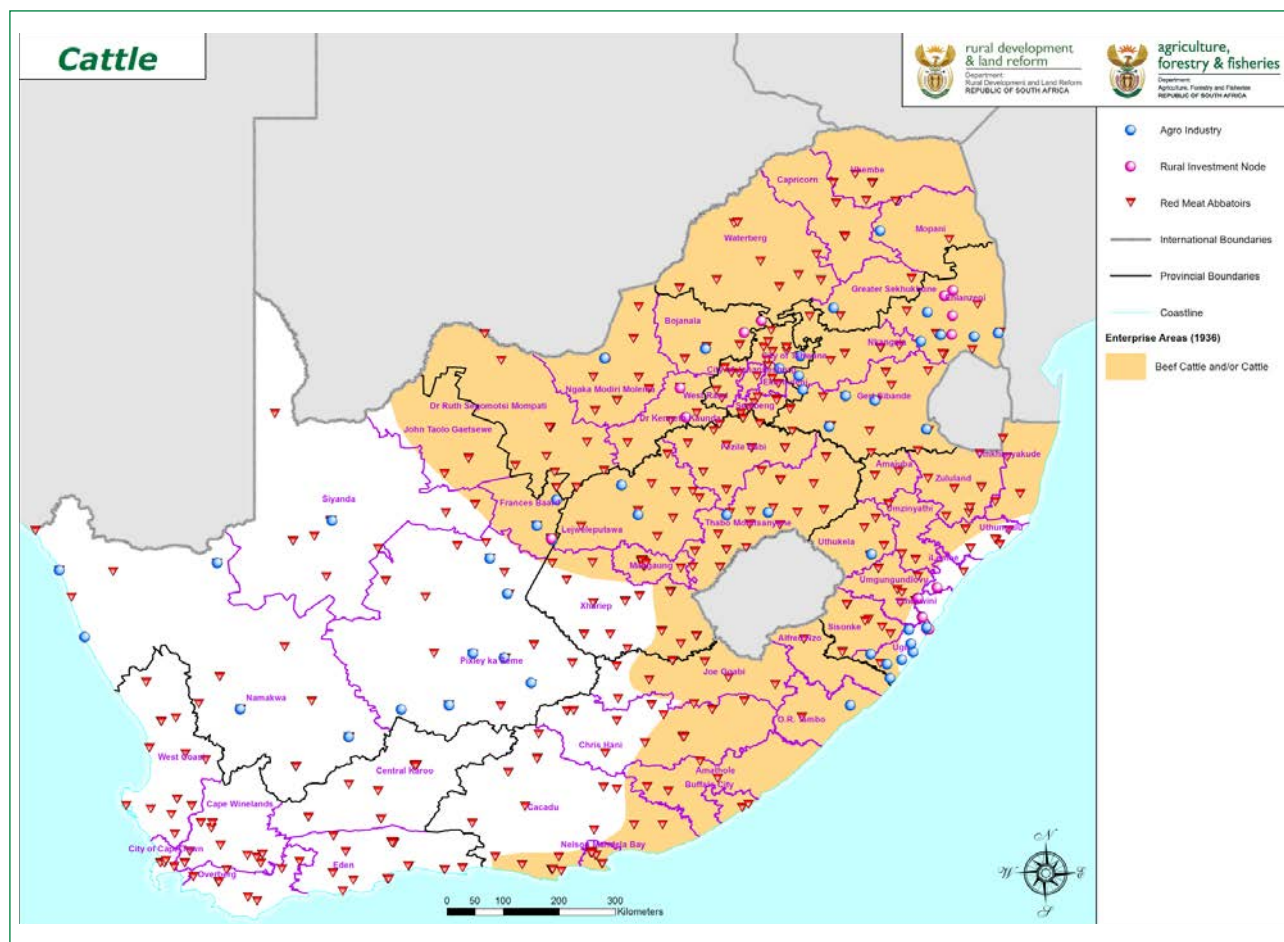 Cattle
rural development
& land reform
Department:
Rural Development and Land Reform
REPUBLIC OF SOUTH AFRICA
agriculture,
forestry & fisheries
Department:
Agriculture, Forestry and Fisheries
REPUBLIC OF SOUTH AFRICA
Agro Industry
Rural Investment Node
Red Meat Abbatoirs
International Boundaries
Provincial Boundaries
Coastline
Enterprise Areas (1936)
Beef Cattle and/or Cattle
Capricorn
Mopani
Waterberg
Greater Sekhukhune
Bojanala
Nkangala
City of Tshwane
Ngaka Modiri Molema
West Rand
Gert Sibande
Dr Ruth Segomotsi Mompati
Dr Kenneth Kaunda
John Taolo Gaetsewe
Fezile Dabi
Amajuba
Zululand
Siyanda
Frances Baard
Umzinyathi
Lejweleputswa
Thabo Mofutsanyane
Uthungulu
Uthukela
Mangaung
Umgungundlovu
Xhariep
Sisonke
Alfred Nzo
Ugu
Pixley ka Seme
Joe Gqabi
Namakwa
O.R. Tambo
Chris Hani
West Coast
Central Karoo
Amathole
Buffalo City
Cape Winelands
Cacadu
City of Cape Town
Nelson Mandela Bay
Eden
Overberg
N
W
E
S
0 50 100 200 300
Kilometers